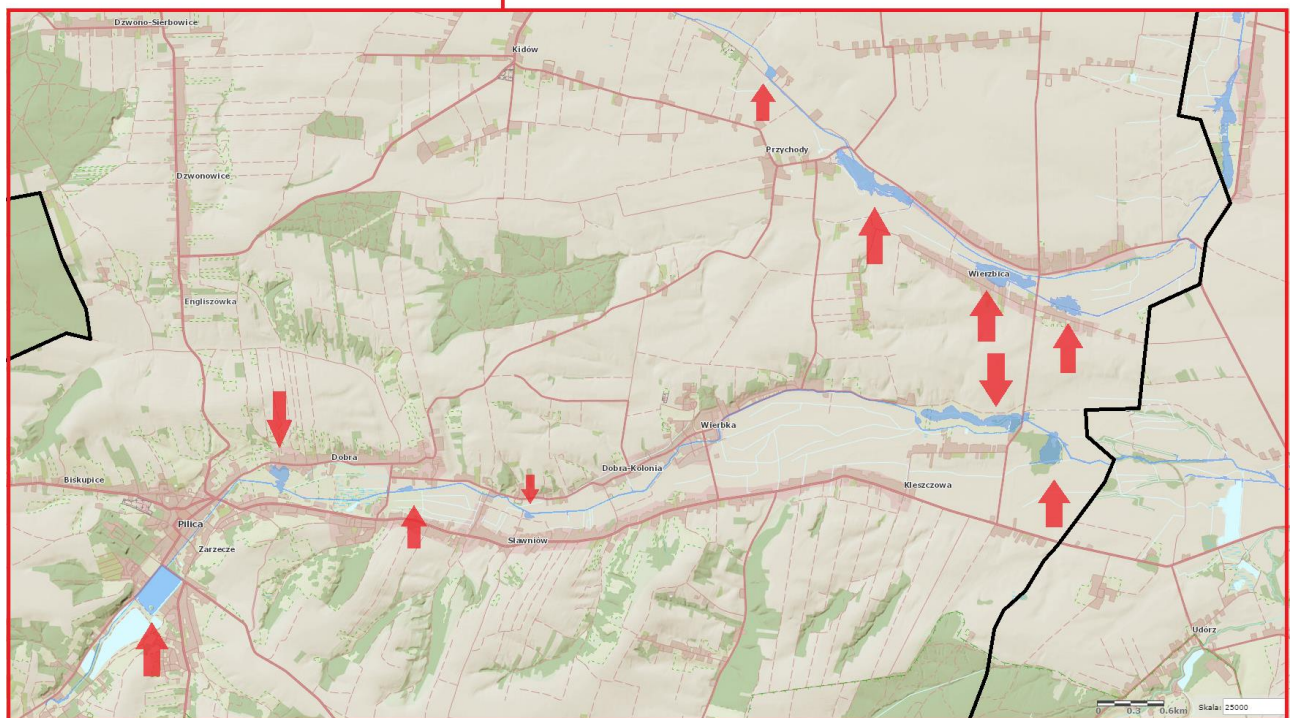 Dzwono-Sierbowice
Kidów
Przychody
Dzwonowice
Wierzbica
Engliszówka
Wierbka
Dobra
Dobra-Kolonia
Biskupice
Kleszczowa
Pilica
Sławniów
Zarzecze
Udórz
0 0.3 0.6km Skala: 25000